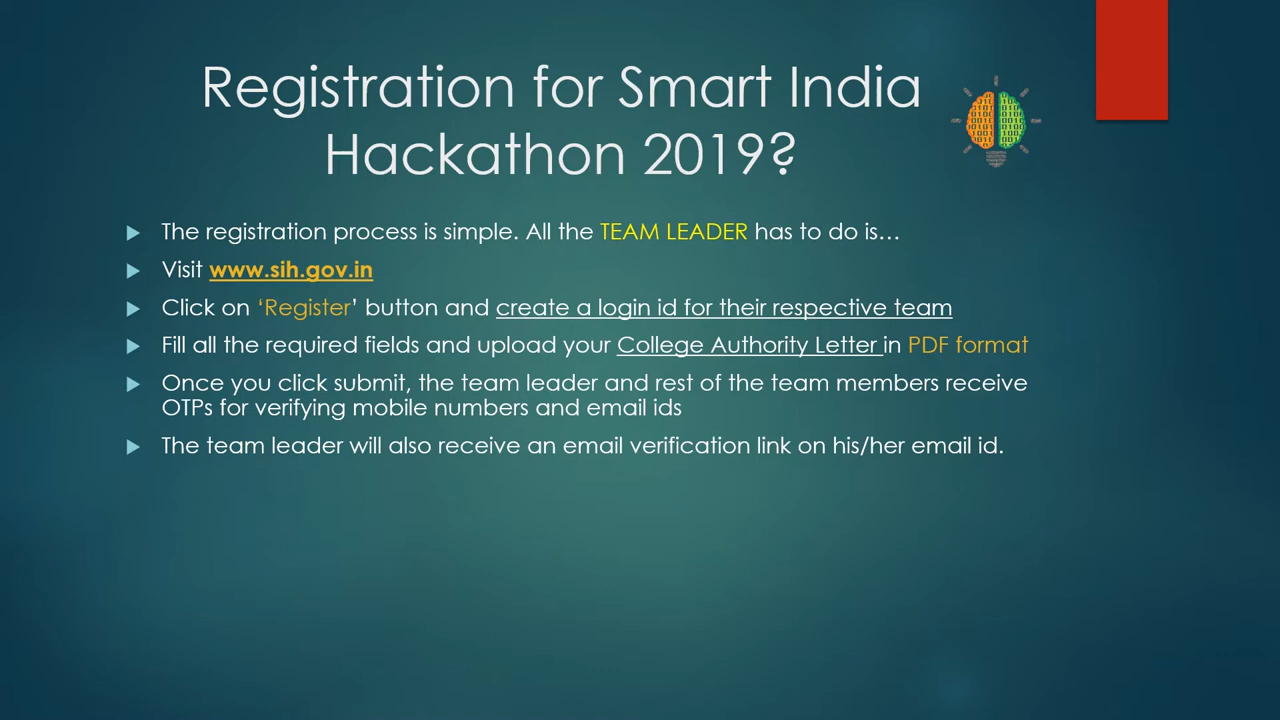 Registration for Smart India
Hackathon 2019?
The registration process is simple. All the TEAM LEADER has to do is…
Visit www.sih.gov.in
Click on ‘Register’ button and create a login id for their respective team
Fill all the required fields and upload your College Authority Letter in PDF format
Once you click submit, the team leader and rest of the team members receive
OTPs for verifying mobile numbers and email ids
The team leader will also receive an email verification link on his/her email id.